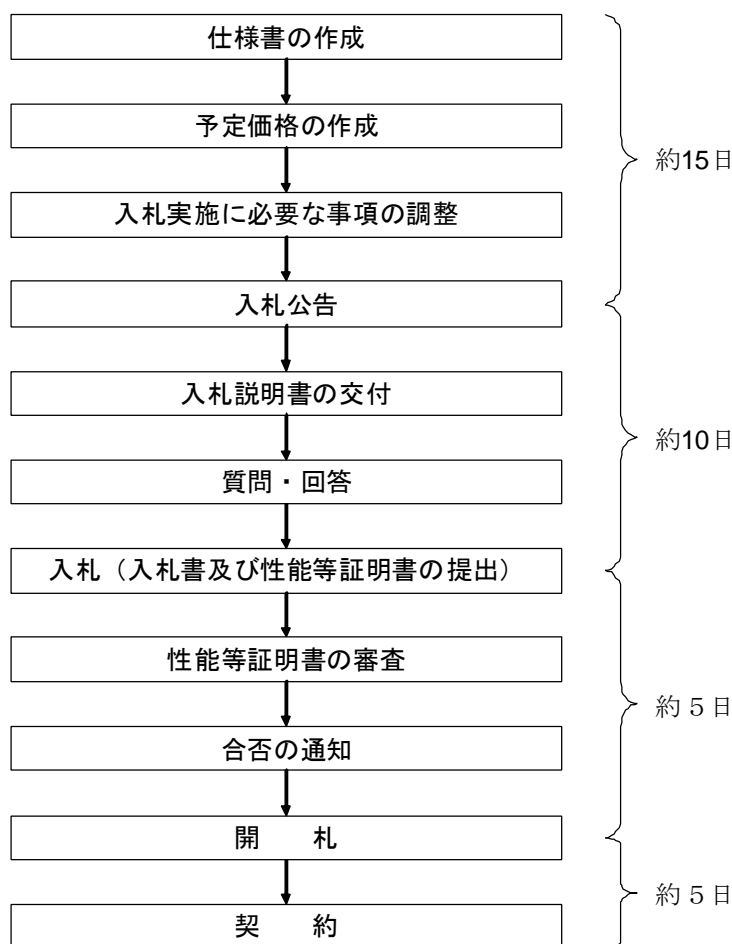 仕様書の作成
予定価格の作成
約15日
入札実施に必要な事項の調整
入札公告
入札説明書の交付
約10日
質問・回答
入札（入札書及び性能等証明書の提出）
性能等証明書の審査
約５日
合否の通知
開　　札
約５日
契　　約